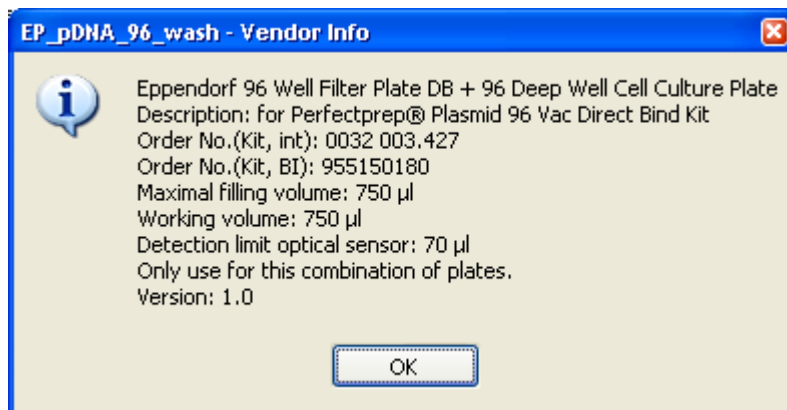 EP_pDNA_96_wash - Vendor Info
Eppendorf 96 Well Filter Plate DB + 96 Deep Well Cell Culture Plate
Description: for Perfectprep® Plasmid 96 Vac Direct Bind Kit
Order No.(Kit, int): 0032 003.427
Order No.(Kit, BI): 955150180
Maximal filling volume: 750 µl
Working volume: 750 µl
Detection limit optical sensor: 70 µl
Only use for this combination of plates.
Version: 1.0
OK